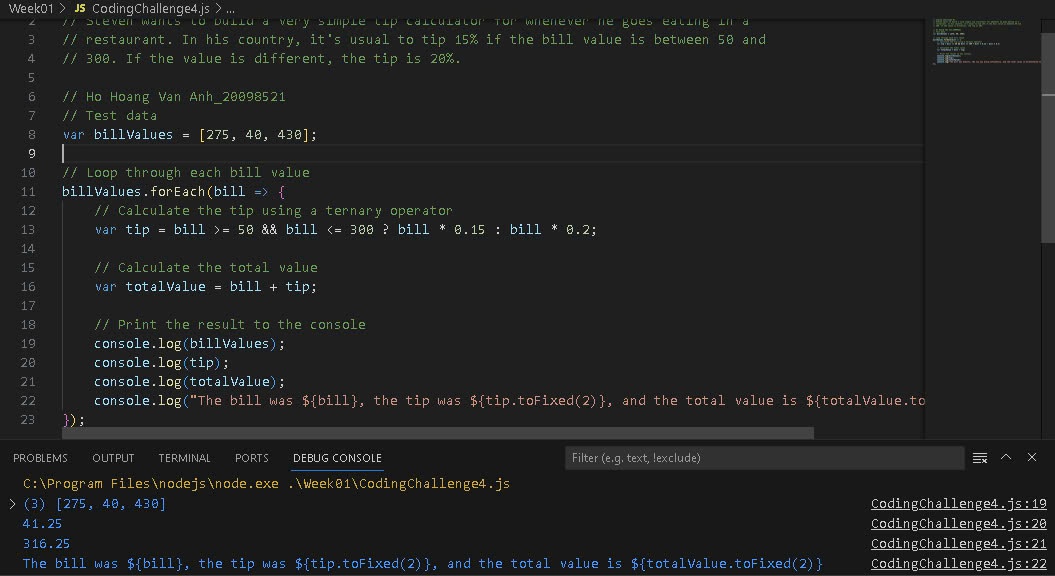 Week01 > JS CodingChallenge4.js > ...
2 // Steven wants to build a very simple tip calculator for whenever he goes eating in a
3 // restaurant. In his country, it's usual to tip 15% if the bill value is between 50 and
4 // 300. If the value is different, the tip is 20%.
5
6 // Ho Hoang Van Anh_20098521
7 // Test data
8 var billValues = [275, 40, 430];
9
10 // Loop through each bill value
11 billValues.forEach(bill => {
12 // Calculate the tip using a ternary operator
13 var tip = bill >= 50 && bill <= 300 ? bill * 0.15 : bill * 0.2;
14
15 // Calculate the total value
16 var totalValue = bill + tip;
17
18 // Print the result to the console
19 console.log(billValues);
20 console.log(tip);
21 console.log(totalValue);
22 console.log("The bill was ${bill}, the tip was ${tip.toFixed(2)}, and the total value is ${totalValue.to
23 });
PROBLEMS OUTPUT TERMINAL PORTS DEBUG CONSOLE Filter (e.g. text, !exclude)
C:\Program Files\nodejs\node.exe .\Week01\CodingChallenge4.js
> (3) [275, 40, 430] CodingChallenge4.js:19
41.25 CodingChallenge4.js:20
316.25 CodingChallenge4.js:21
The bill was ${bill}, the tip was ${tip.toFixed(2)}, and the total value is ${totalValue.toFixed(2)} CodingChallenge4.js:22